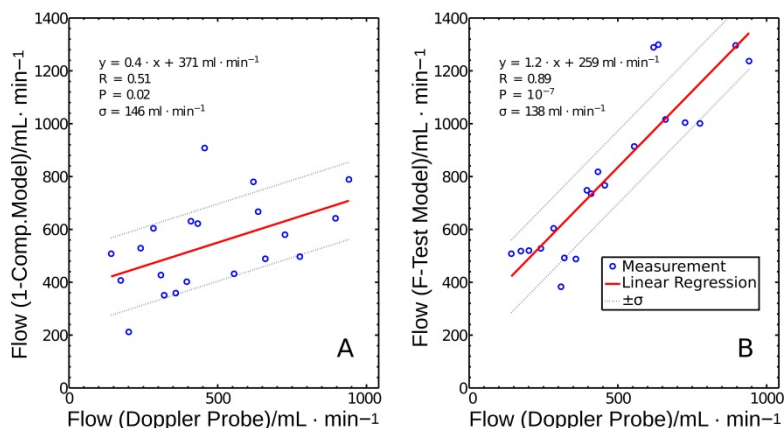 1400
1200
1000
800
600
400
200
0
0
500
1000
Flow (1-Comp.Model)/mL· min−1
Flow (Doppler Probe)/mL · min−1
y = 0.4 · x + 371 ml · min−1
R = 0.51
P = 0.02
σ = 146 ml · min−1
A
1400
1200
1000
800
600
400
200
0
0
500
1000
Flow (F-Test Model)/mL· min−1
Flow (Doppler Probe)/mL · min−1
y = 1.2 · x + 259 ml · min−1
R = 0.89
P = 10−7
σ = 138 ml · min−1
Measurement
Linear Regression
±σ
B